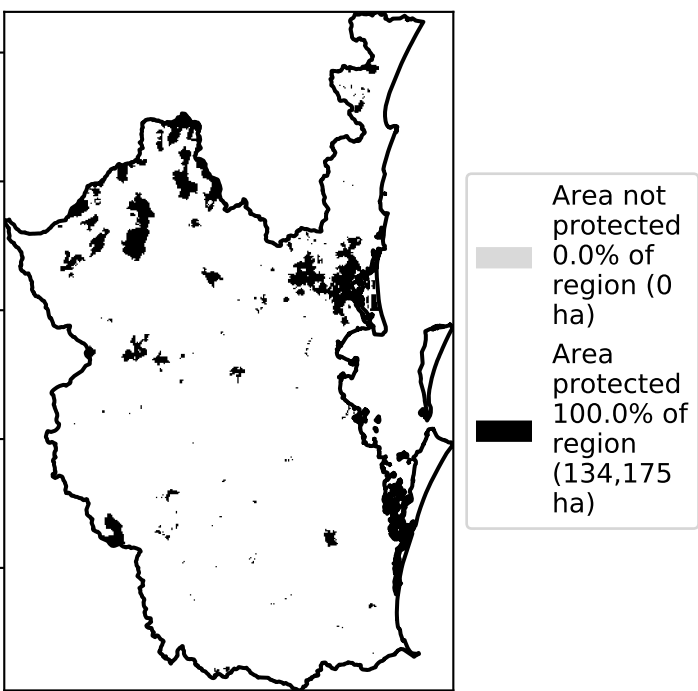 Area not
protected
0.0% of
region (0
ha)
Area
protected
100.0% of
region
(134,175
ha)